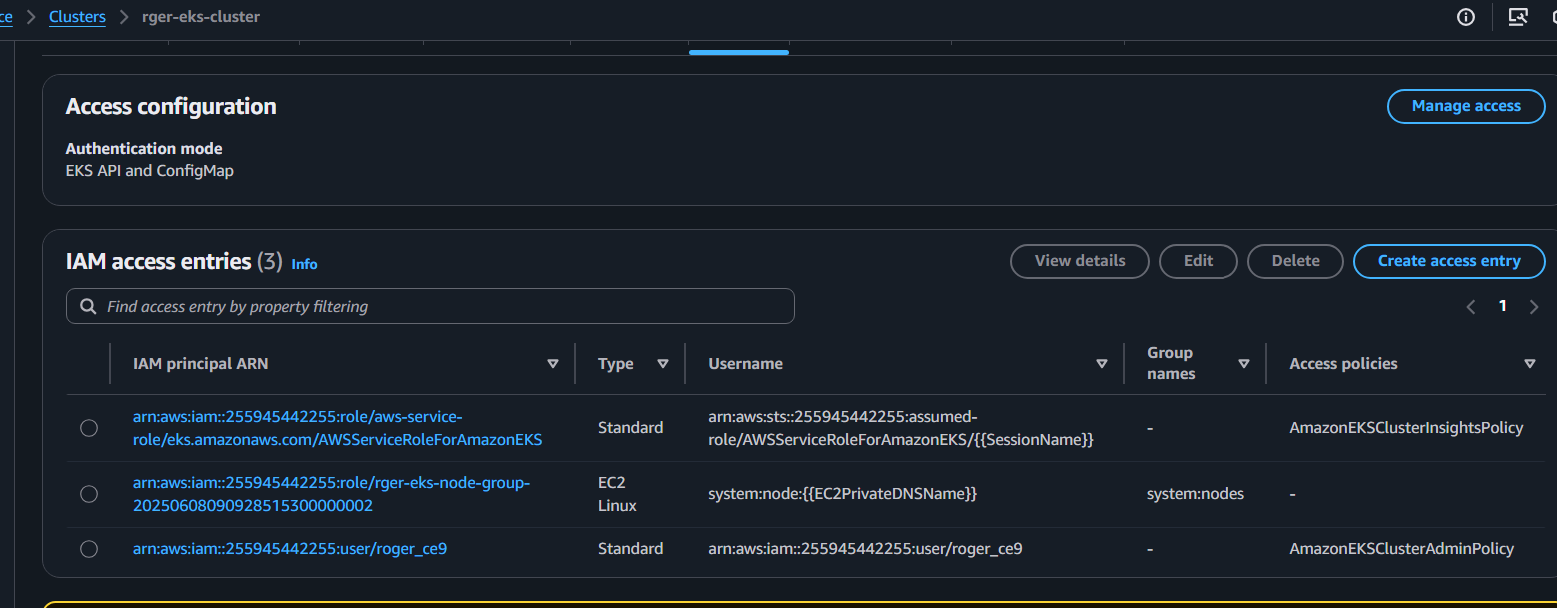 ce > Clusters > rger-eks-cluster
Access configuration
Manage access
Authentication mode
EKS API and ConfigMap
IAM access entries (3) Info
View details
Edit
Delete
Create access entry
Find access entry by property filtering
1
IAM principal ARN
Type
Username
Group
names
Access policies
arn:aws:iam::255945442255:role/aws-service-
role/eks.amazonaws.com/AWSServiceRoleForAmazonEKS
Standard
arn:aws:sts::255945442255:assumed-
role/AWSServiceRoleForAmazonEKS/{{SessionName}}
-
AmazonEKSClusterInsightsPolicy
arn:aws:iam::255945442255:role/rger-eks-node-group-
20250608090928515300000002
EC2
Linux
system:node:{{EC2PrivateDNSName}}
system:nodes
-
arn:aws:iam::255945442255:user/roger_ce9
Standard
arn:aws:iam::255945442255:user/roger_ce9
-
AmazonEKSClusterAdminPolicy